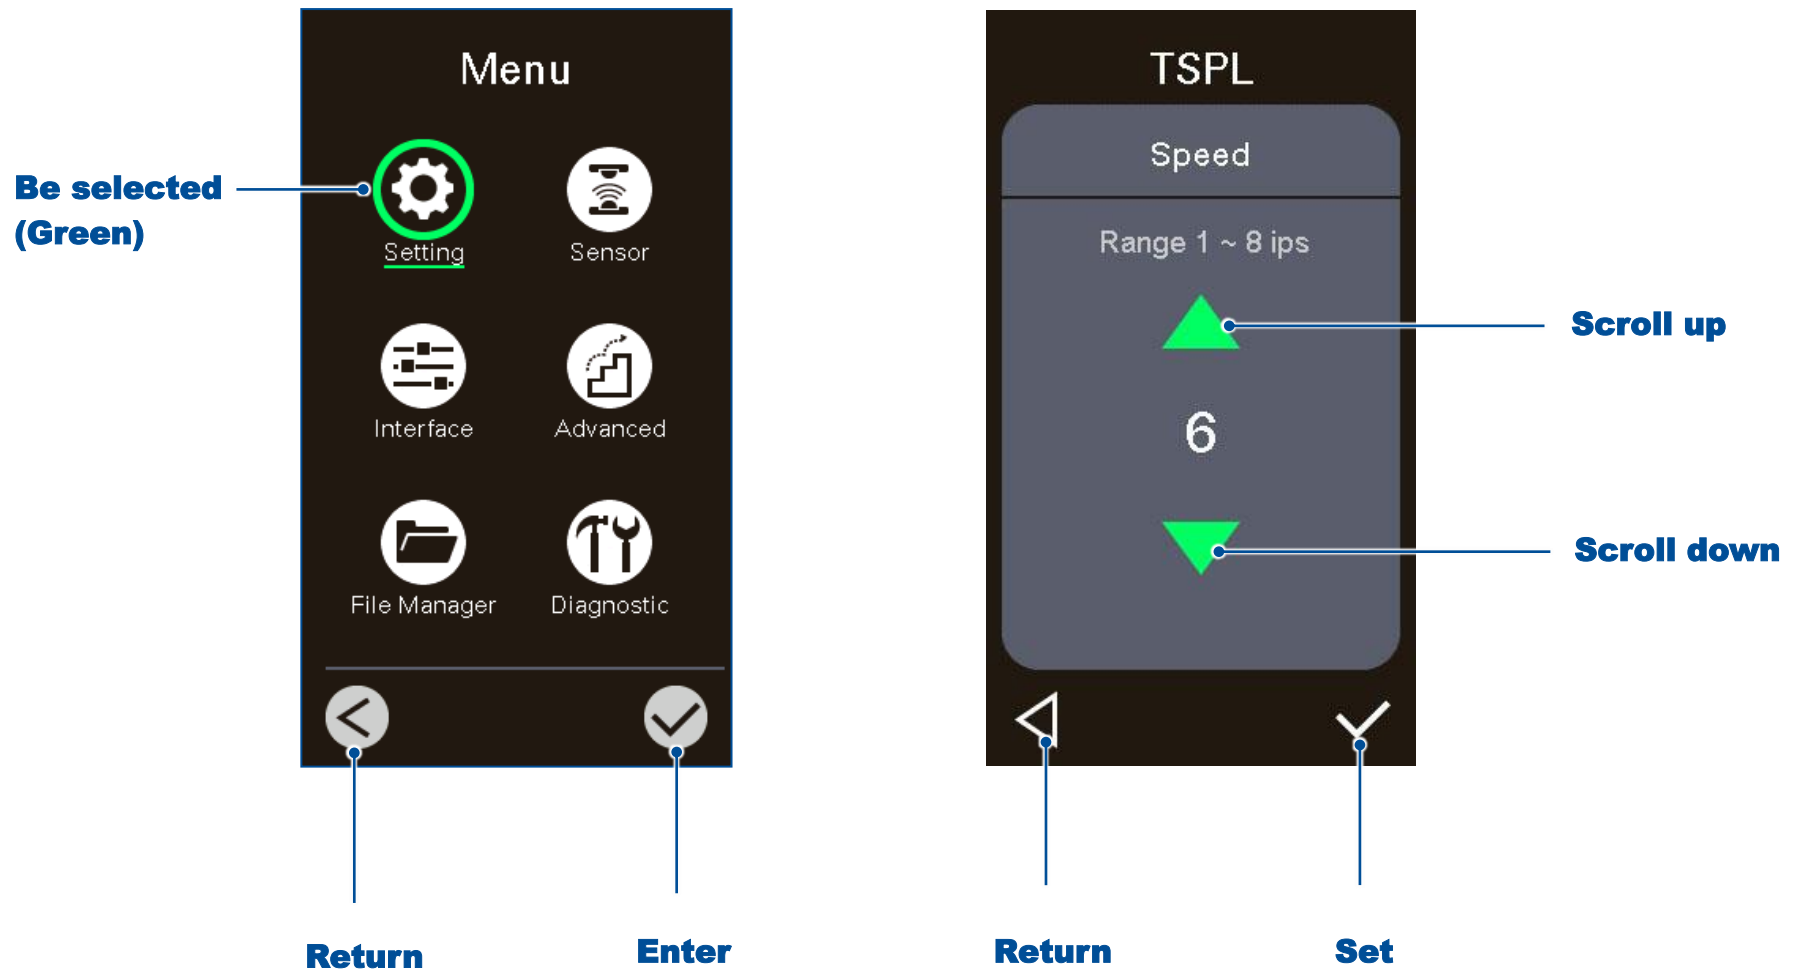 Menu
Be selected
(Green)
Setting
Sensor
Interface
Advanced
File Manager
Diagnostic
Return
Enter
TSPL
Speed
Range 1 ~ 8 ips
Scroll up
6
Scroll down
Return
Set